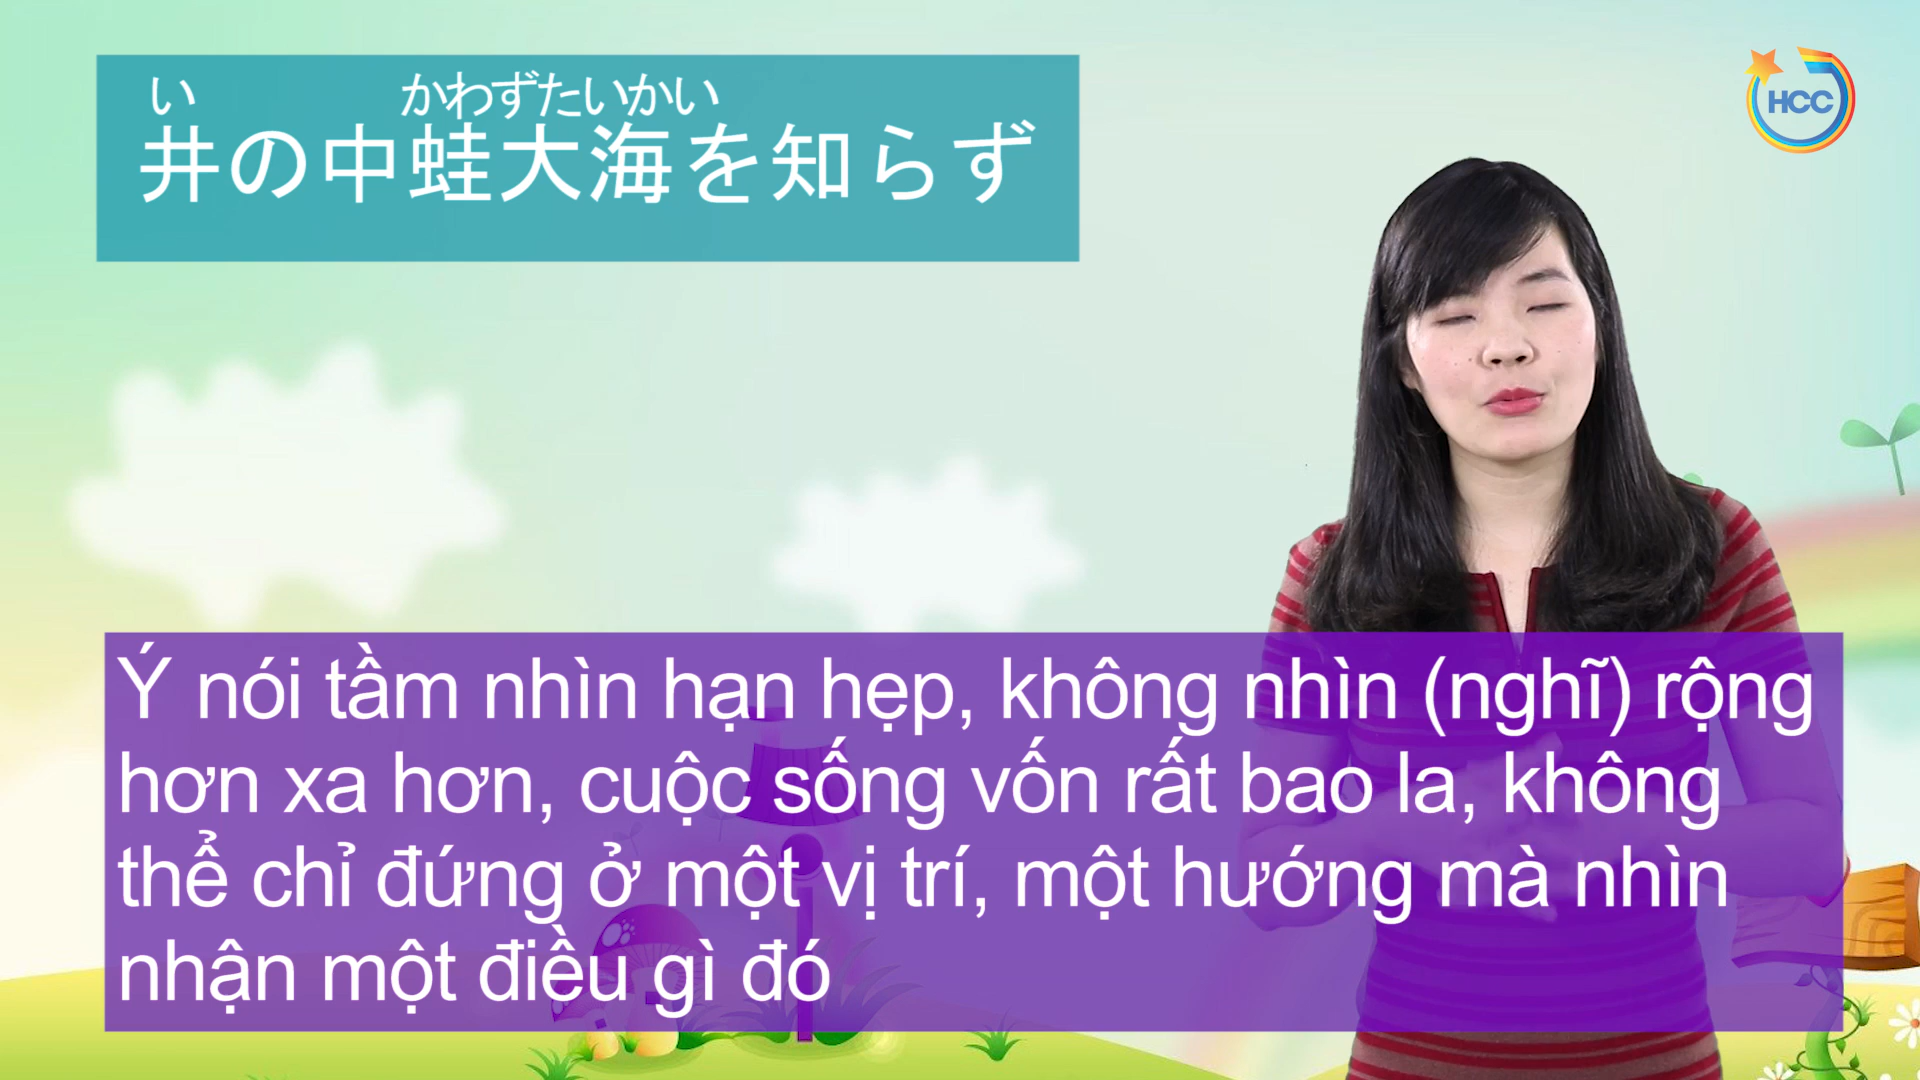 い かわずたいかい
井の中蛙大海を知らず
HCC
Ý nói tầm nhìn hạn hẹp, không nhìn (nghĩ) rộng
hơn xa hơn, cuộc sống vốn rất bao la, không
thể chỉ đứng ở một vị trí, một hướng mà nhìn
nhận một điều gì đó